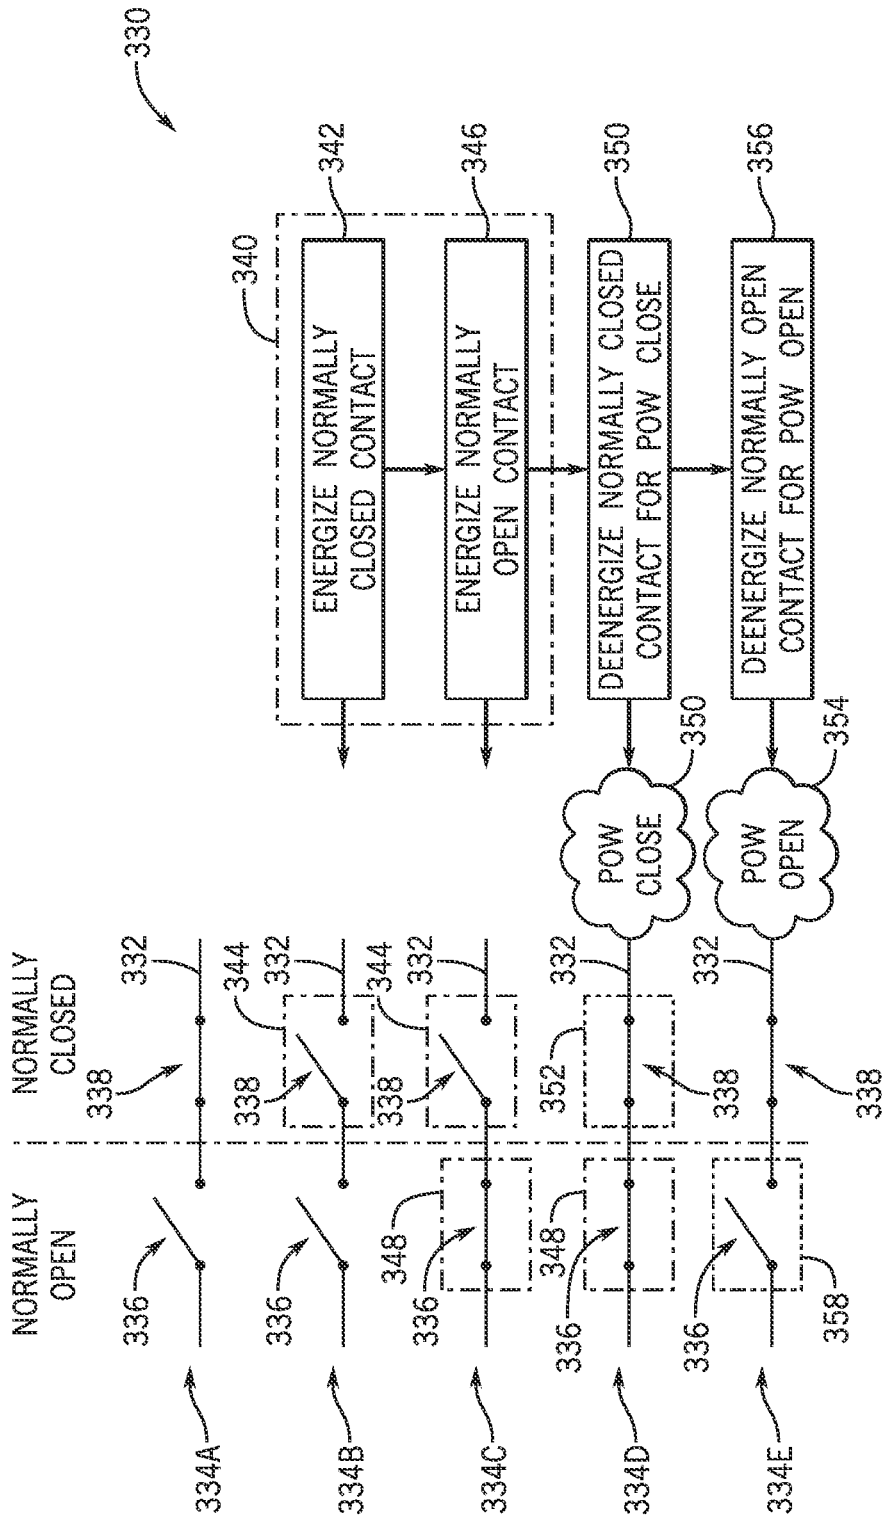 330
NORMALLY
OPEN
NORMALLY
CLOSED
334A
336
338
332
334B
336
338
344
332
340
ENERGIZE NORMALLY
CLOSED CONTACT
342
334C
348
336
338
344
332
ENERGIZE NORMALLY
OPEN CONTACT
346
334D
348
336
352
338
332
POW
CLOSE
350
DEENERGIZE NORMALLY CLOSED
CONTACT FOR POW CLOSE
350
334E
336
358
338
332
POW
OPEN
354
DEENERGIZE NORMALLY OPEN
CONTACT FOR POW OPEN
356